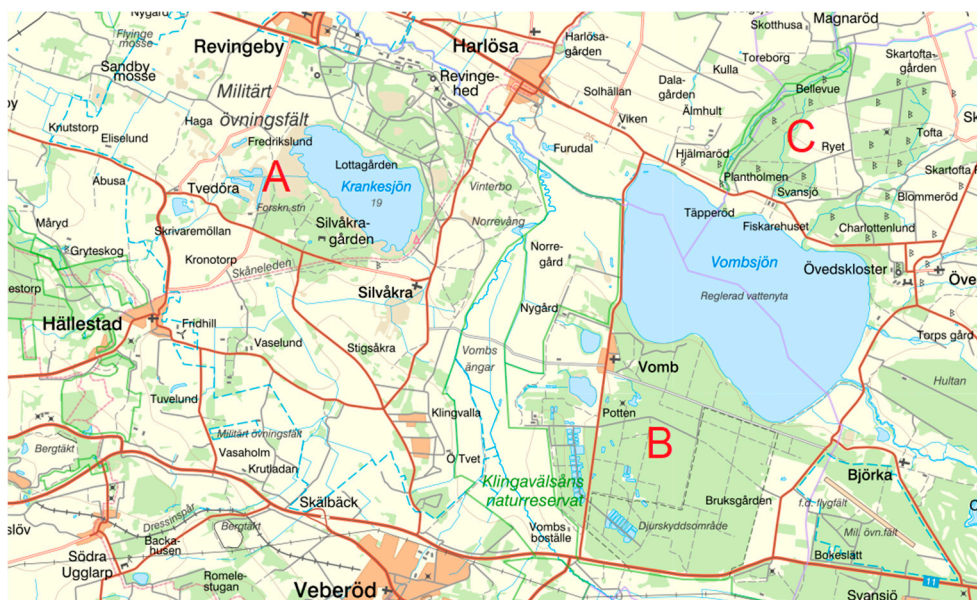 Nygård
Flyinge
mosse
Sandby
mosse
Revingeby
Harlösa
Harlösa-
gården
Revinge-
hed
Skotthusa
Magnaröd
Toreborg
Kulla
Skartofta-
gården
Dala-
gården
Solhällan
Älmhult
Bellevue
Viken
25
C
Ryet
Tofta
Sk
Militärt
övningsfält
Haga
by
Knutstorp
Eliselund
Fredrikslund
Lottagården
Furudal
Hjälmaröd
Plantholmen
Svansjö
Skartofta
Blommeröd
Abusa
Tvedöra
A
Krankesjön
19
Forskn.stn
Vinterbo
Täpperöd
Fiskarehuset
Charlottenlund
Måryd
Skrivaremöllan
Silvåkra-
gården
Norrevång
Gryteskog
Kronotorp
Skåneleden
Norre-
gård
Vombsjön
Övedskloster
Öve
estorp
Silvåkra
Reglerad vattenyta
Hällestad
Fridhill
Nygård
Torps gård
Vaselund
Stigsåkra
Vombs
ängar
Vomb
Hultan
Tuvelund
Klingvalla
Potten
Militärt övningsfält
B
Bergtäkt
Vasaholm
Krutladan
Ö Tvet
Klingavälsåns
naturreservat
Björka
Skälbäck
Bruksgården
f.d. flygfält
slöv
Dressinspår
Bergtäkt
Vombs
boställe
Djurskyddsområde
Mil. övn.fält
Backa-
husen
Södra
Ugglarp
Bokeslätt
Romele-
stugan
Veberöd
11
Svansjö